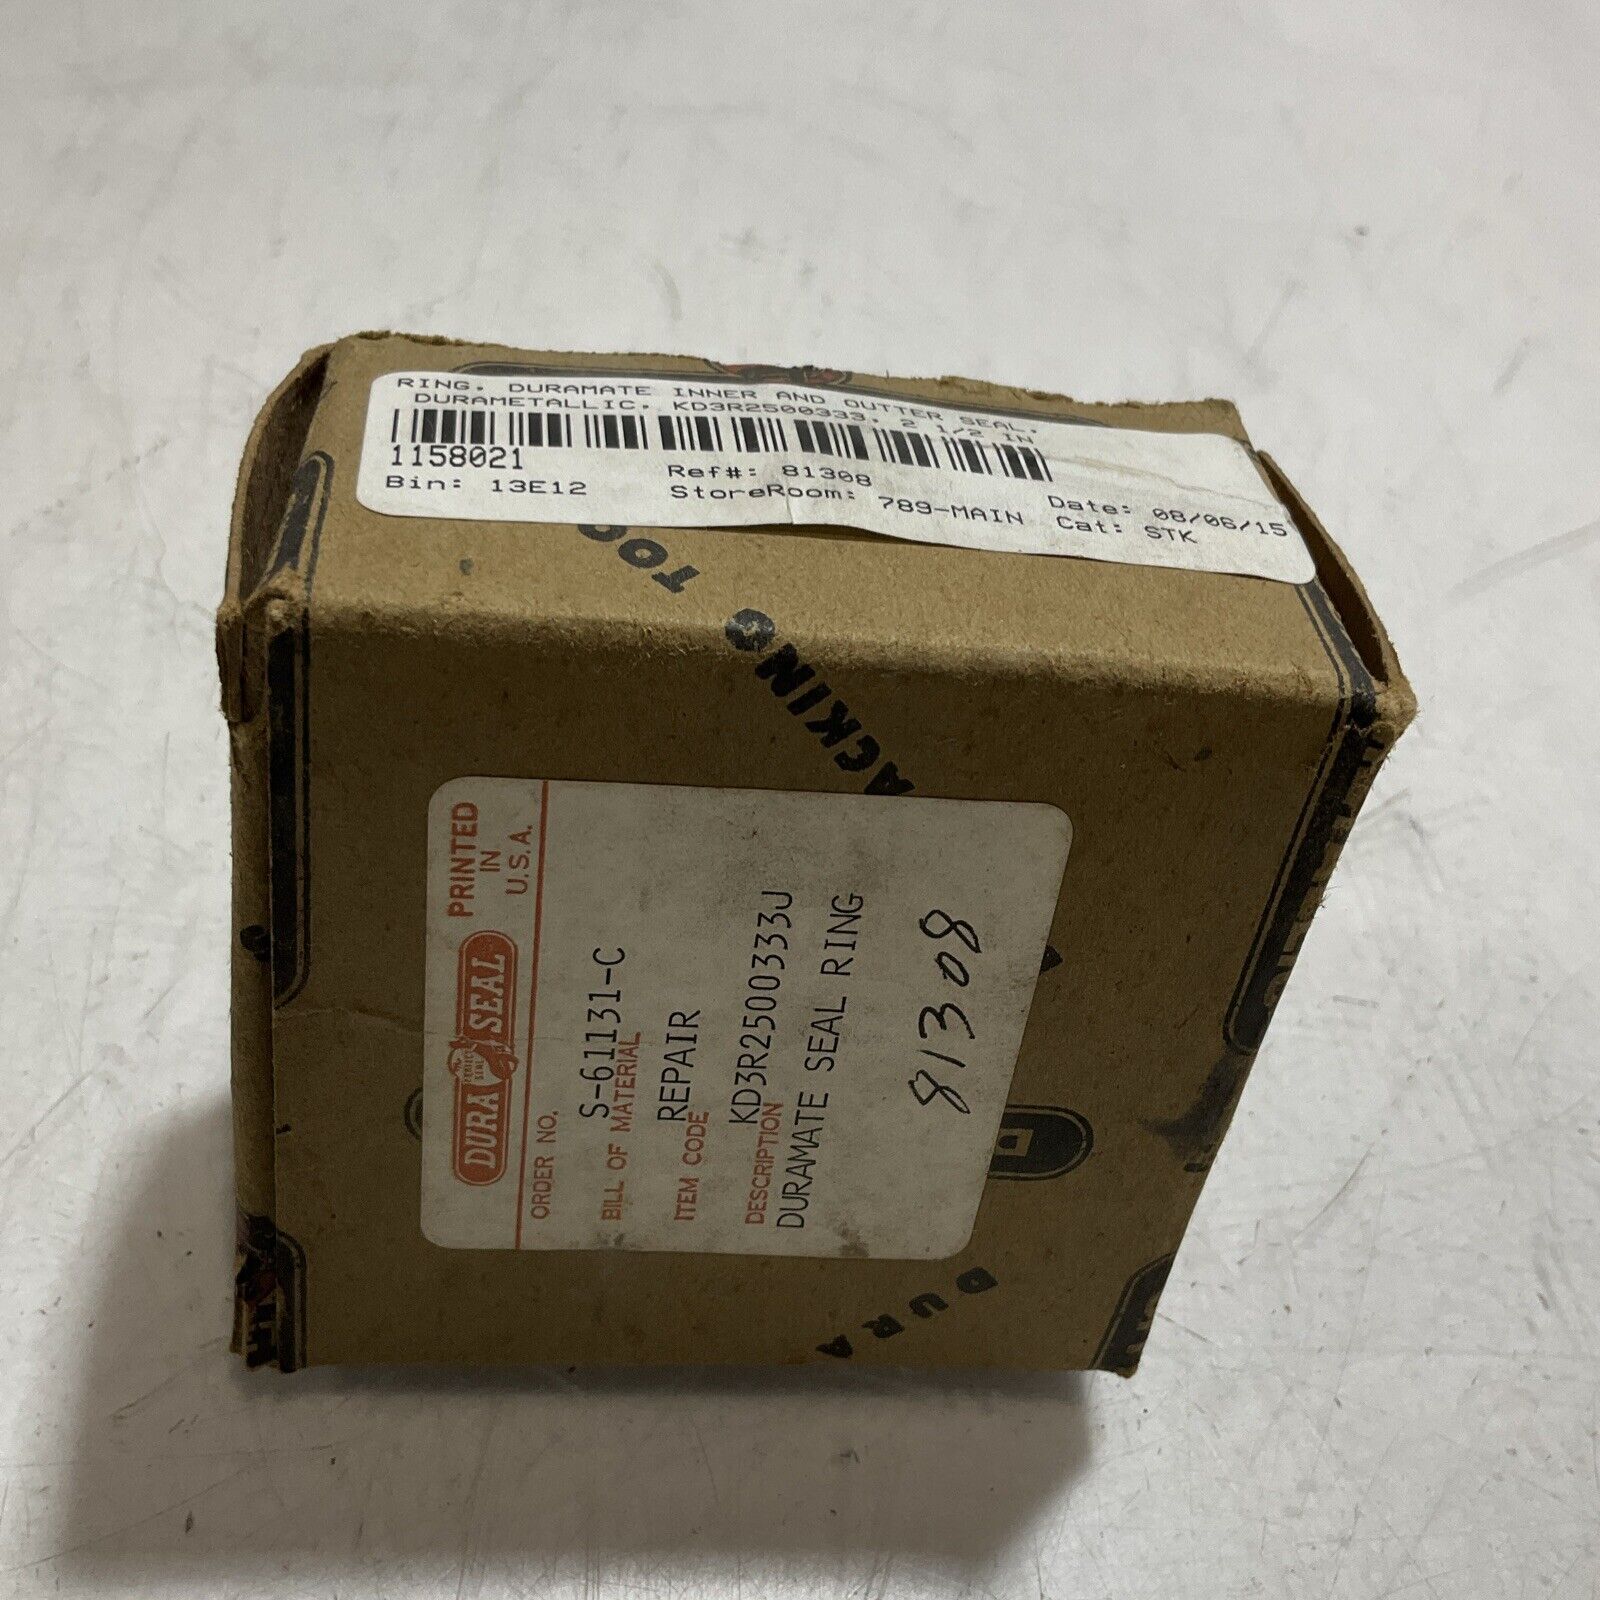 RING, DURAMATE INNER AND OUTTER SEAL,
DURAMETALLIC, KD3R2500333, 2 1/2 IN
1158021
Ref#: 81308
Date: 08/06/15
Bin: 13E12
StoreRoom: 789-MAIN
Cat: STK
DURA SEAL
PRINTED
IN
U.S.A.
ORDER NO.
S-61131-C
BILL OF MATERIAL
REPAIR
ITEM CODE
KD3R2500333J
DESCRIPTION
DURAMATE SEAL RING
81308
DURA